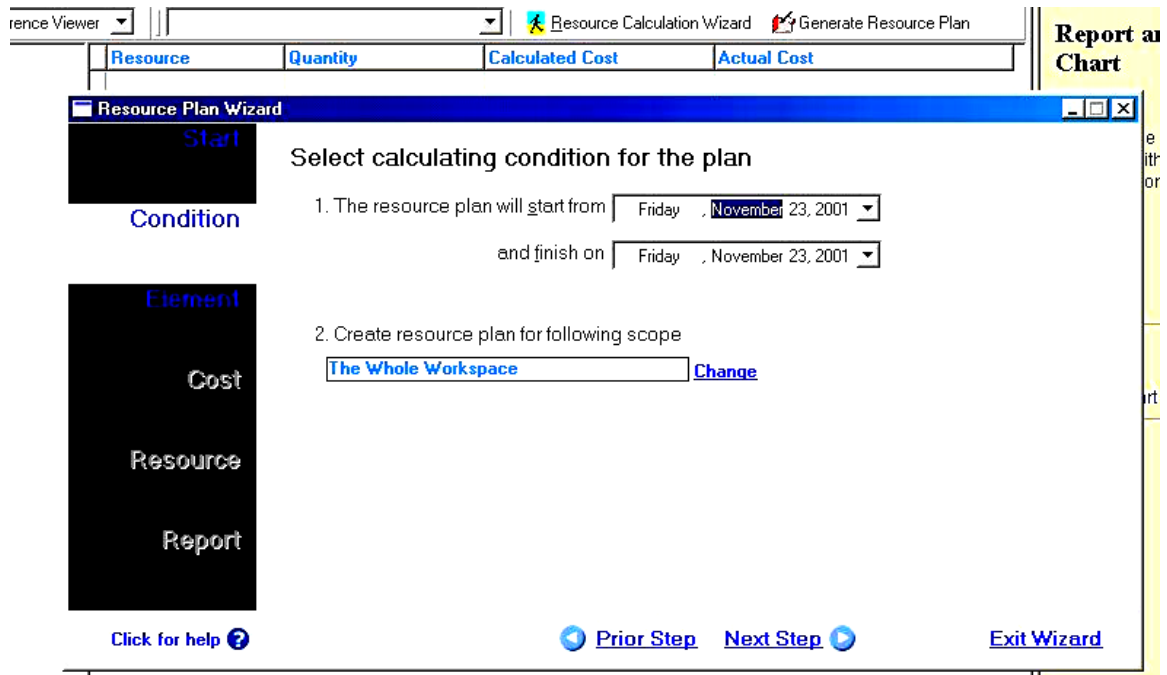 rence Viewer Resource Calculation Wizard Generate Resource Plan
Report an
Chart
Resource Quantity Calculated Cost Actual Cost
Resource Plan Wizard
Start
Select calculating condition for the plan
1. The resource plan will start from Friday , November 23, 2001
Condition
and finish on Friday , November 23, 2001
Element
2. Create resource plan for following scope
The Whole Workspace Change
Cost
Resource
Report
Click for help ? Prior Step Next Step Exit Wizard